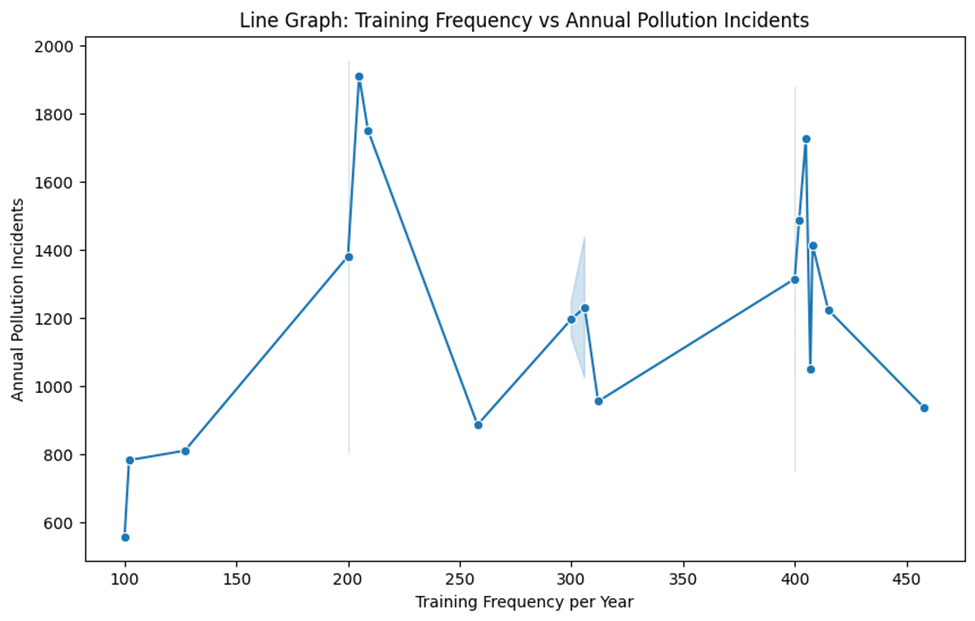 Line Graph: Training Frequency vs Annual Pollution Incidents
Annual Pollution Incidents
2000
1800
1600
1400
1200
1000
800
600
100 150 200 250 300 350 400 450
Training Frequency per Year